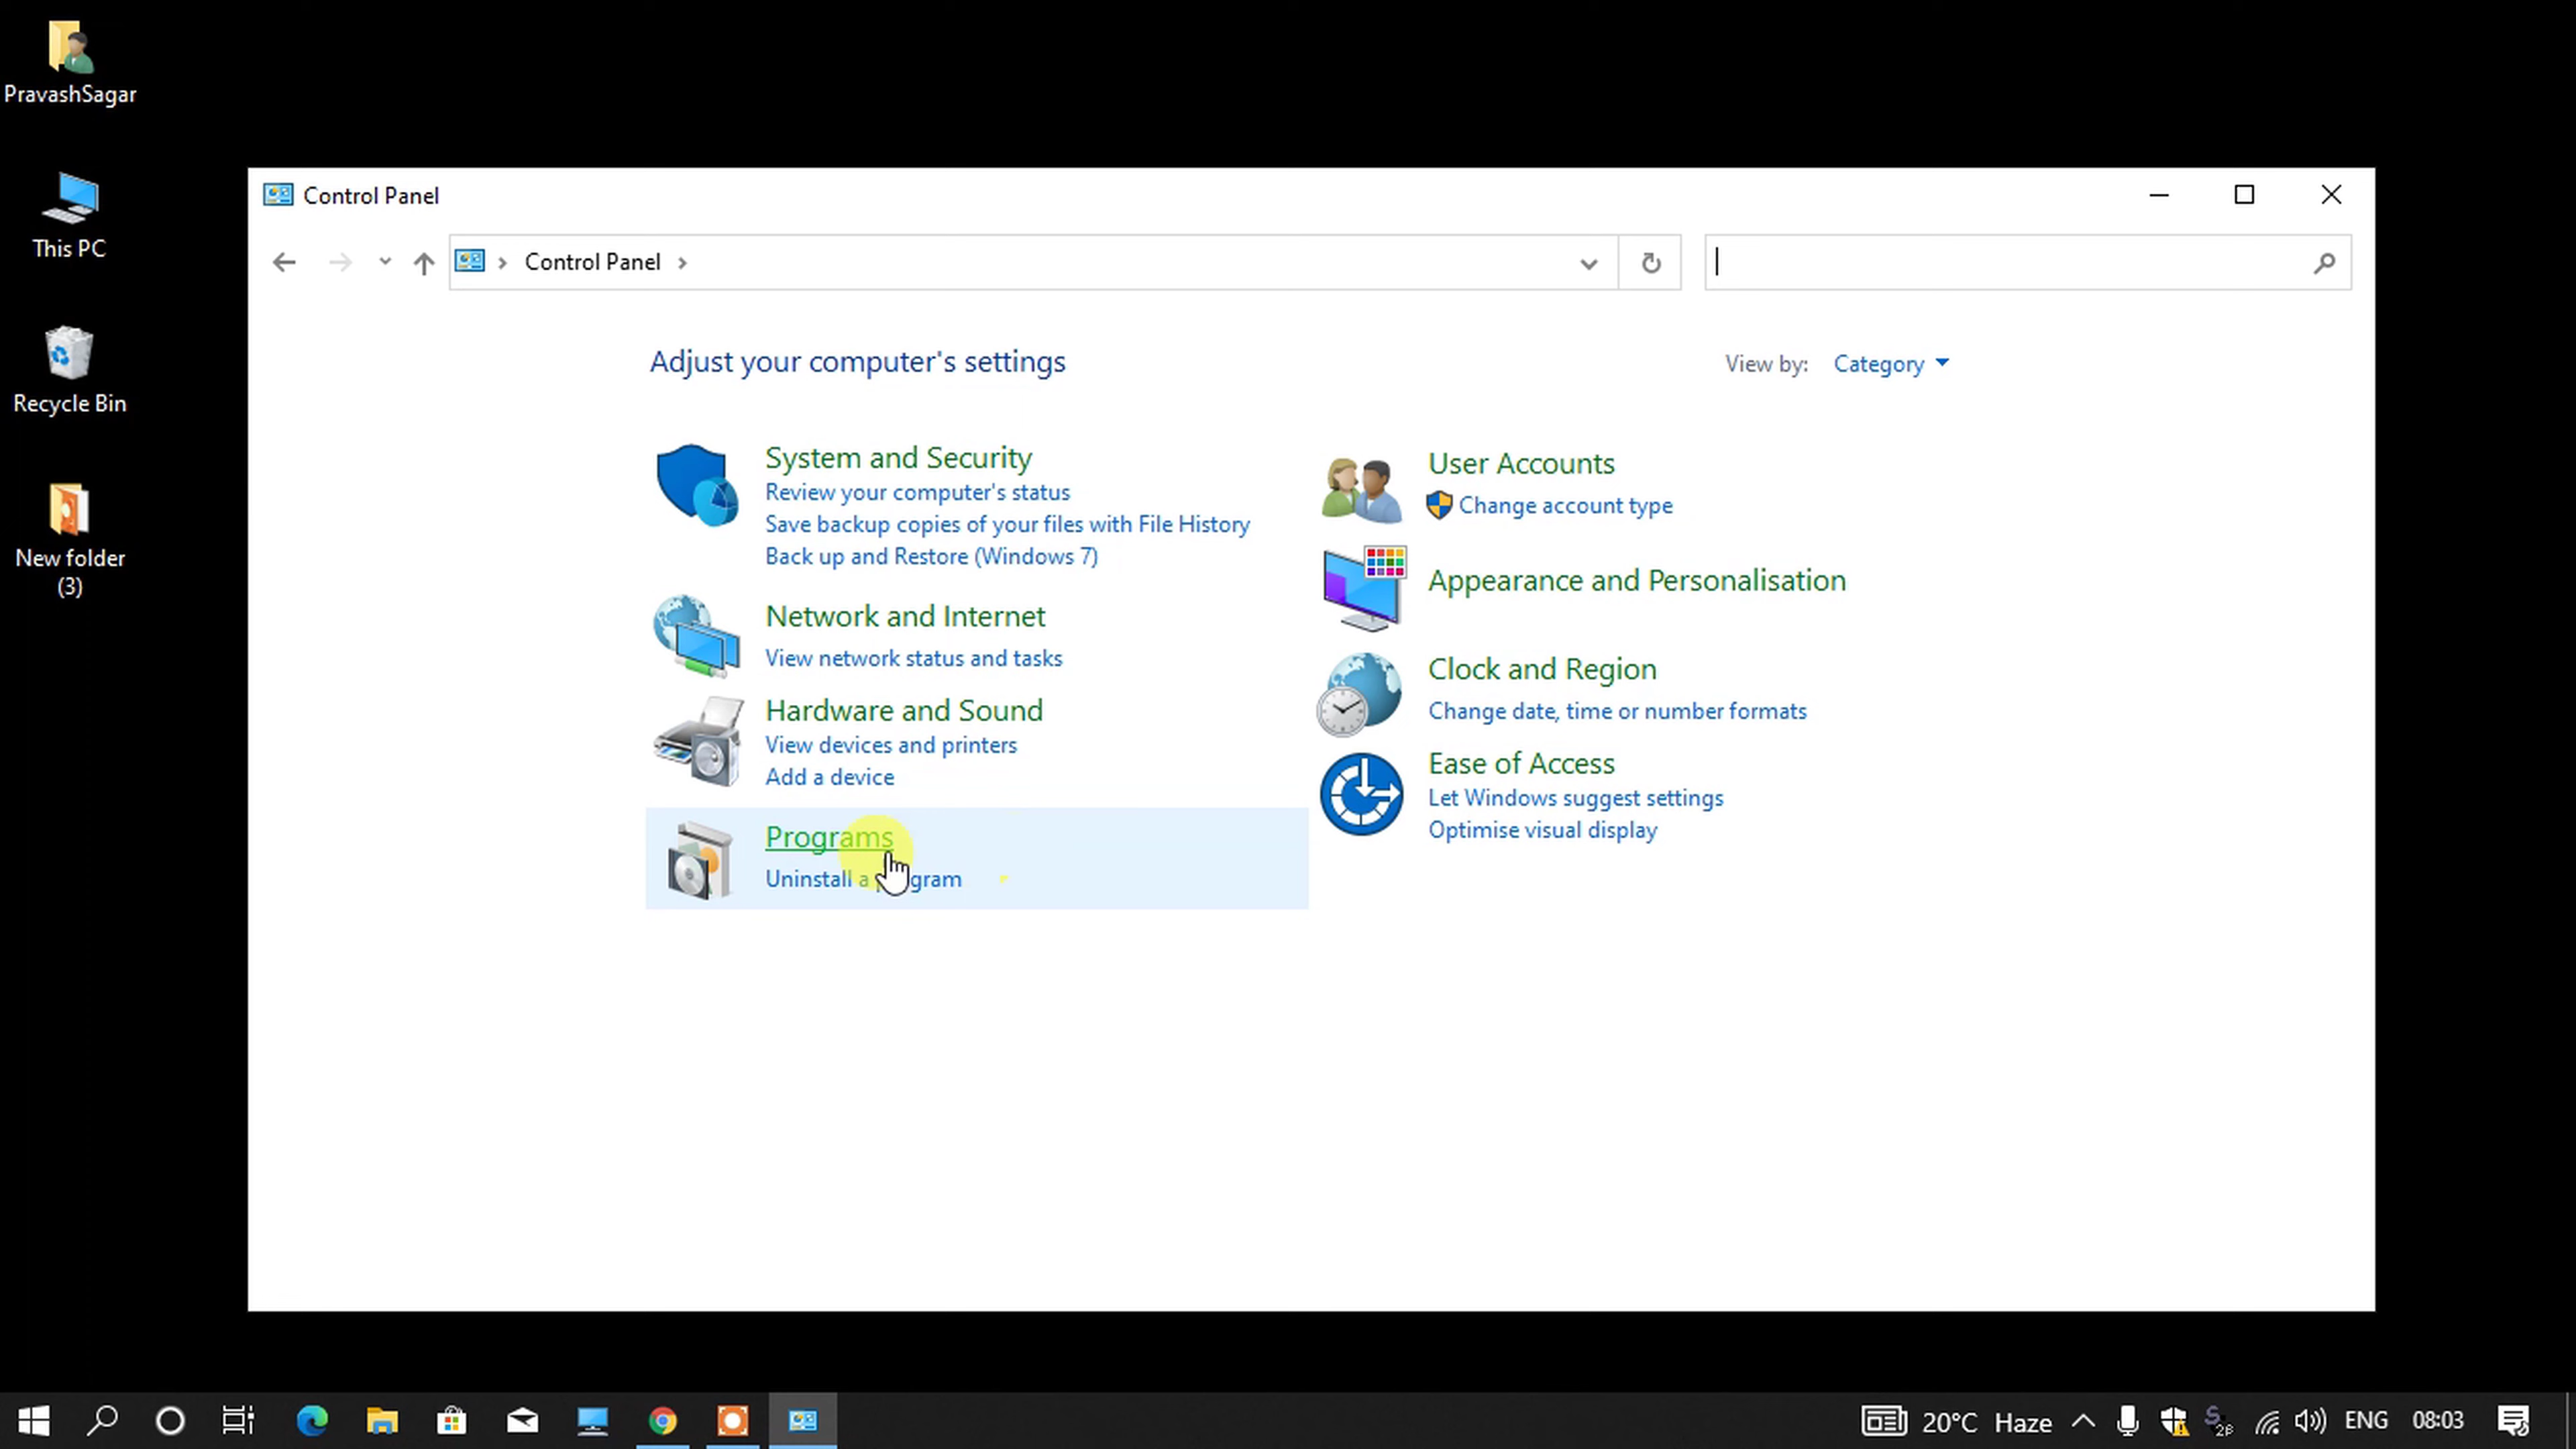 PravashSagar
This PC
Recycle Bin
New folder
(3)
Control Panel
Control Panel
Adjust your computer's settings
View by: Category
System and Security
Review your computer's status
Save backup copies of your files with File History
Back up and Restore (Windows 7)
Network and Internet
View network status and tasks
Hardware and Sound
View devices and printers
Add a device
Programs
Uninstall a program
User Accounts
Change account type
Appearance and Personalisation
Clock and Region
Change date, time or number formats
Ease of Access
Let Windows suggest settings
Optimise visual display
20°C Haze ENG 08:03